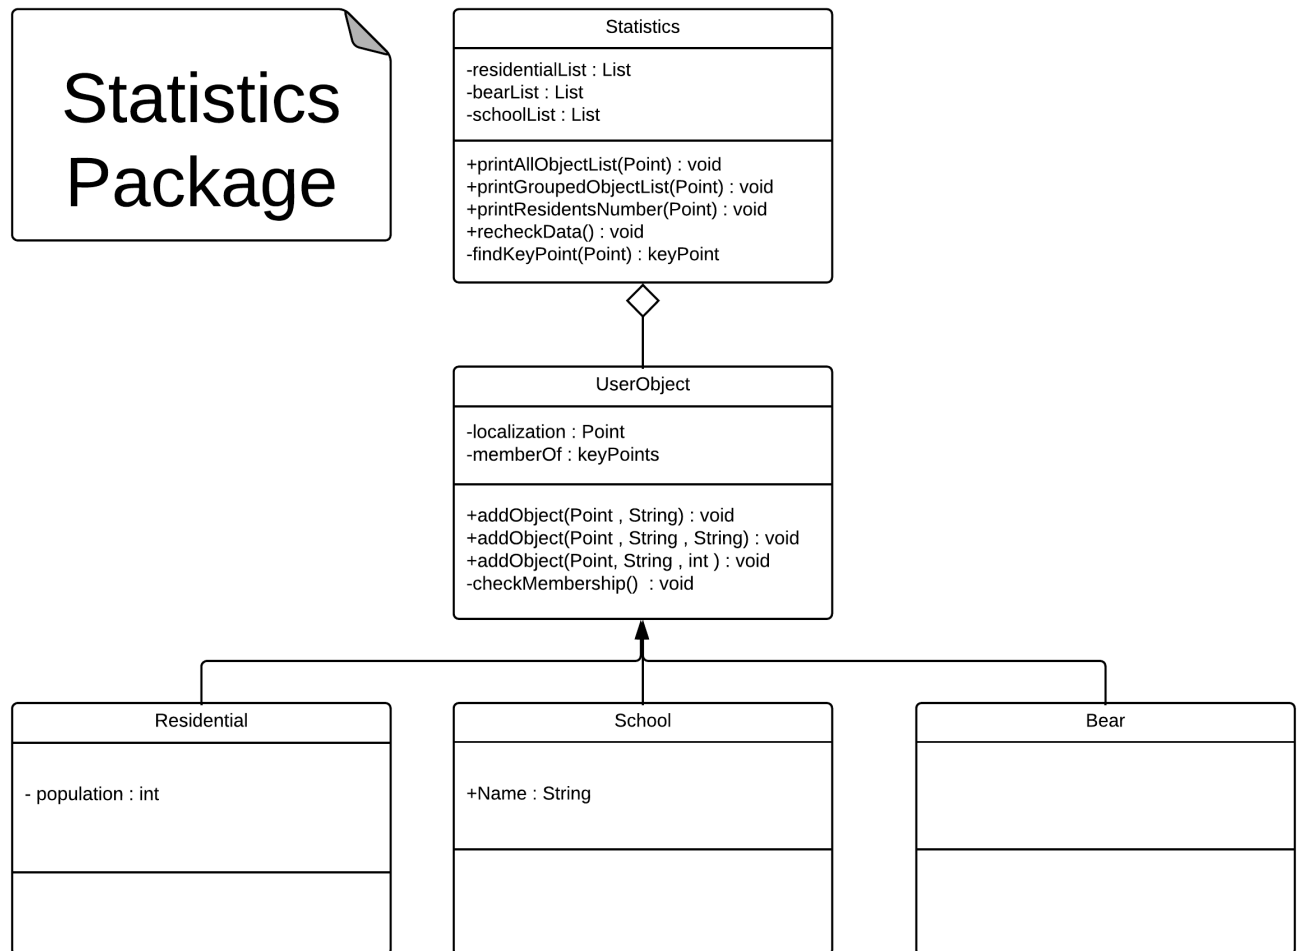 Statistics
Package
Statistics
-residentialList : List
-bearList : List
-schoolList : List
+printAllObjectList(Point) : void
+printGroupedObjectList(Point) : void
+printResidentsNumber(Point) : void
+recheckData() : void
-findKeyPoint(Point) : keyPoint
UserObject
-localization : Point
-memberOf : keyPoints
+addObject(Point , String) : void
+addObject(Point , String , String) : void
+addObject(Point, String , int ) : void
-checkMembership()  : void
Residential
- population : int
School
+Name : String
Bear